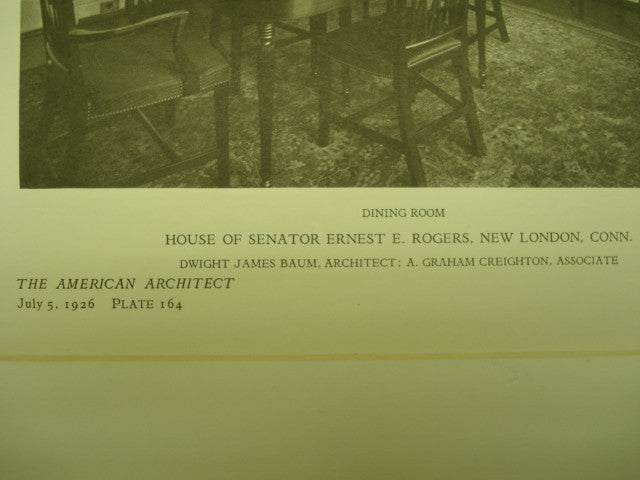 DINING ROOM
HOUSE OF SENATOR ERNEST E. ROGERS, NEW LONDON, CONN.
DWIGHT JAMES BAUM, ARCHITECT; A. GRAHAM CREIGHTON, ASSOCIATE
THE AMERICAN ARCHITECT
July 5, 1926 PLATE 164